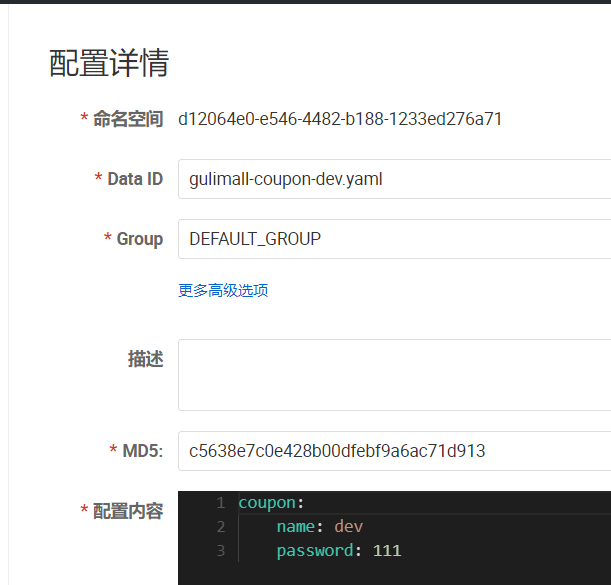 配置详情
* 命名空间 d12064e0-e546-4482-b188-1233ed276a71
* Data ID gulimall-coupon-dev.yaml
* Group DEFAULT_GROUP
更多高级选项
描述
* MD5: c5638e7c0e428b00dfebf9a6ac71d913
* 配置内容 1 coupon:
2 name: dev
3 password: 111